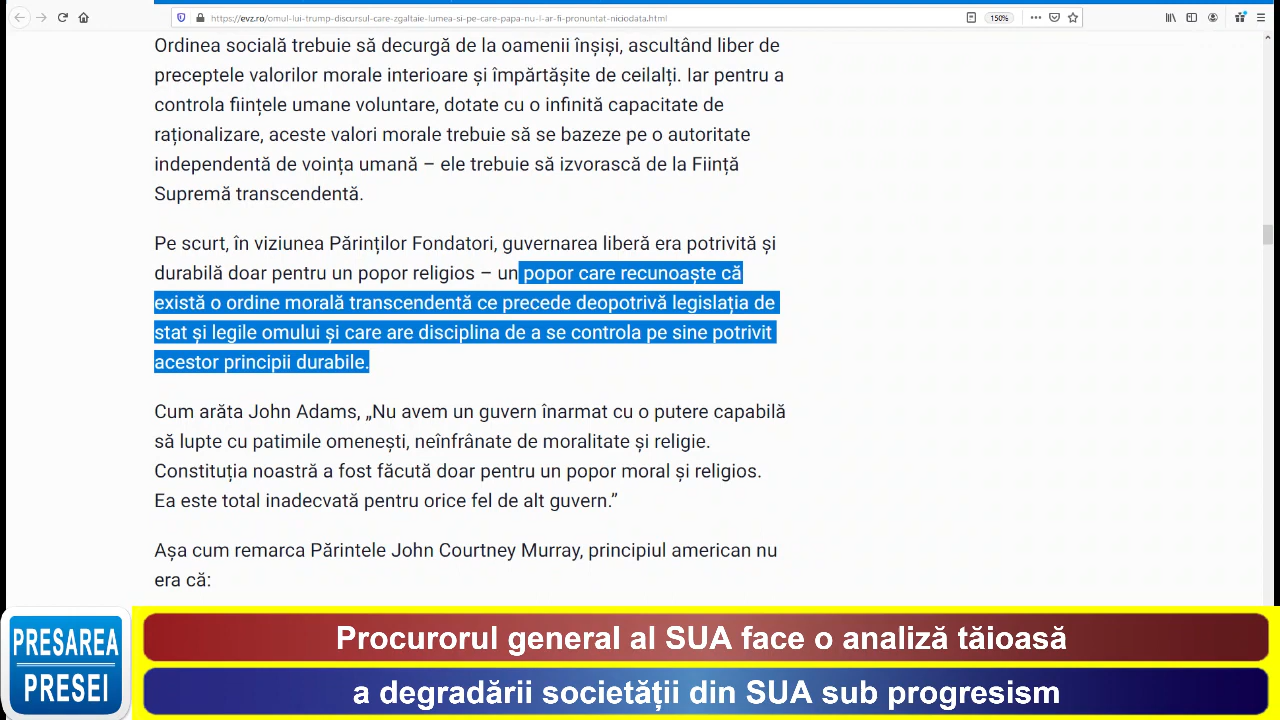 https://evz.ro/omul-lui-trump-discursul-care-zgaltaie-lumea-si-pe-care-papa-nu-l-ar-fi-pronuntat-niciodata.html
150%
Ordinea socială trebuie să decurgă de la oamenii înșiși, ascultând liber de
preceptele valorilor morale interioare și împărtășite de ceilalți. Iar pentru a
controla ființele umane voluntare, dotate cu o infinită capacitate de
raționalizare, aceste valori morale trebuie să se bazeze pe o autoritate
independentă de voința umană – ele trebuie să izvorască de la Ființă
Supremă transcendentă.
Pe scurt, în viziunea Părinților Fondatori, guvernarea liberă era potrivită și
durabilă doar pentru un popor religios – un popor care recunoaște că
există o ordine morală transcendentă ce precede deopotrivă legislația de
stat și legile omului și care are disciplina de a se controla pe sine potrivit
acestor principii durabile.
Cum arăta John Adams, „Nu avem un guvern înarmat cu o putere capabilă
să lupte cu patimile omenești, neînfrânate de moralitate și religie.
Constituția noastră a fost făcută doar pentru un popor moral și religios.
Ea este total inadecvată pentru orice fel de alt guvern.”
Așa cum remarca Părintele John Courtney Murray, principiul american nu
era că:
PRESAREA
PRESEI
Procurorul general al SUA face o analiză tăioasă
a degradării societății din SUA sub progresism